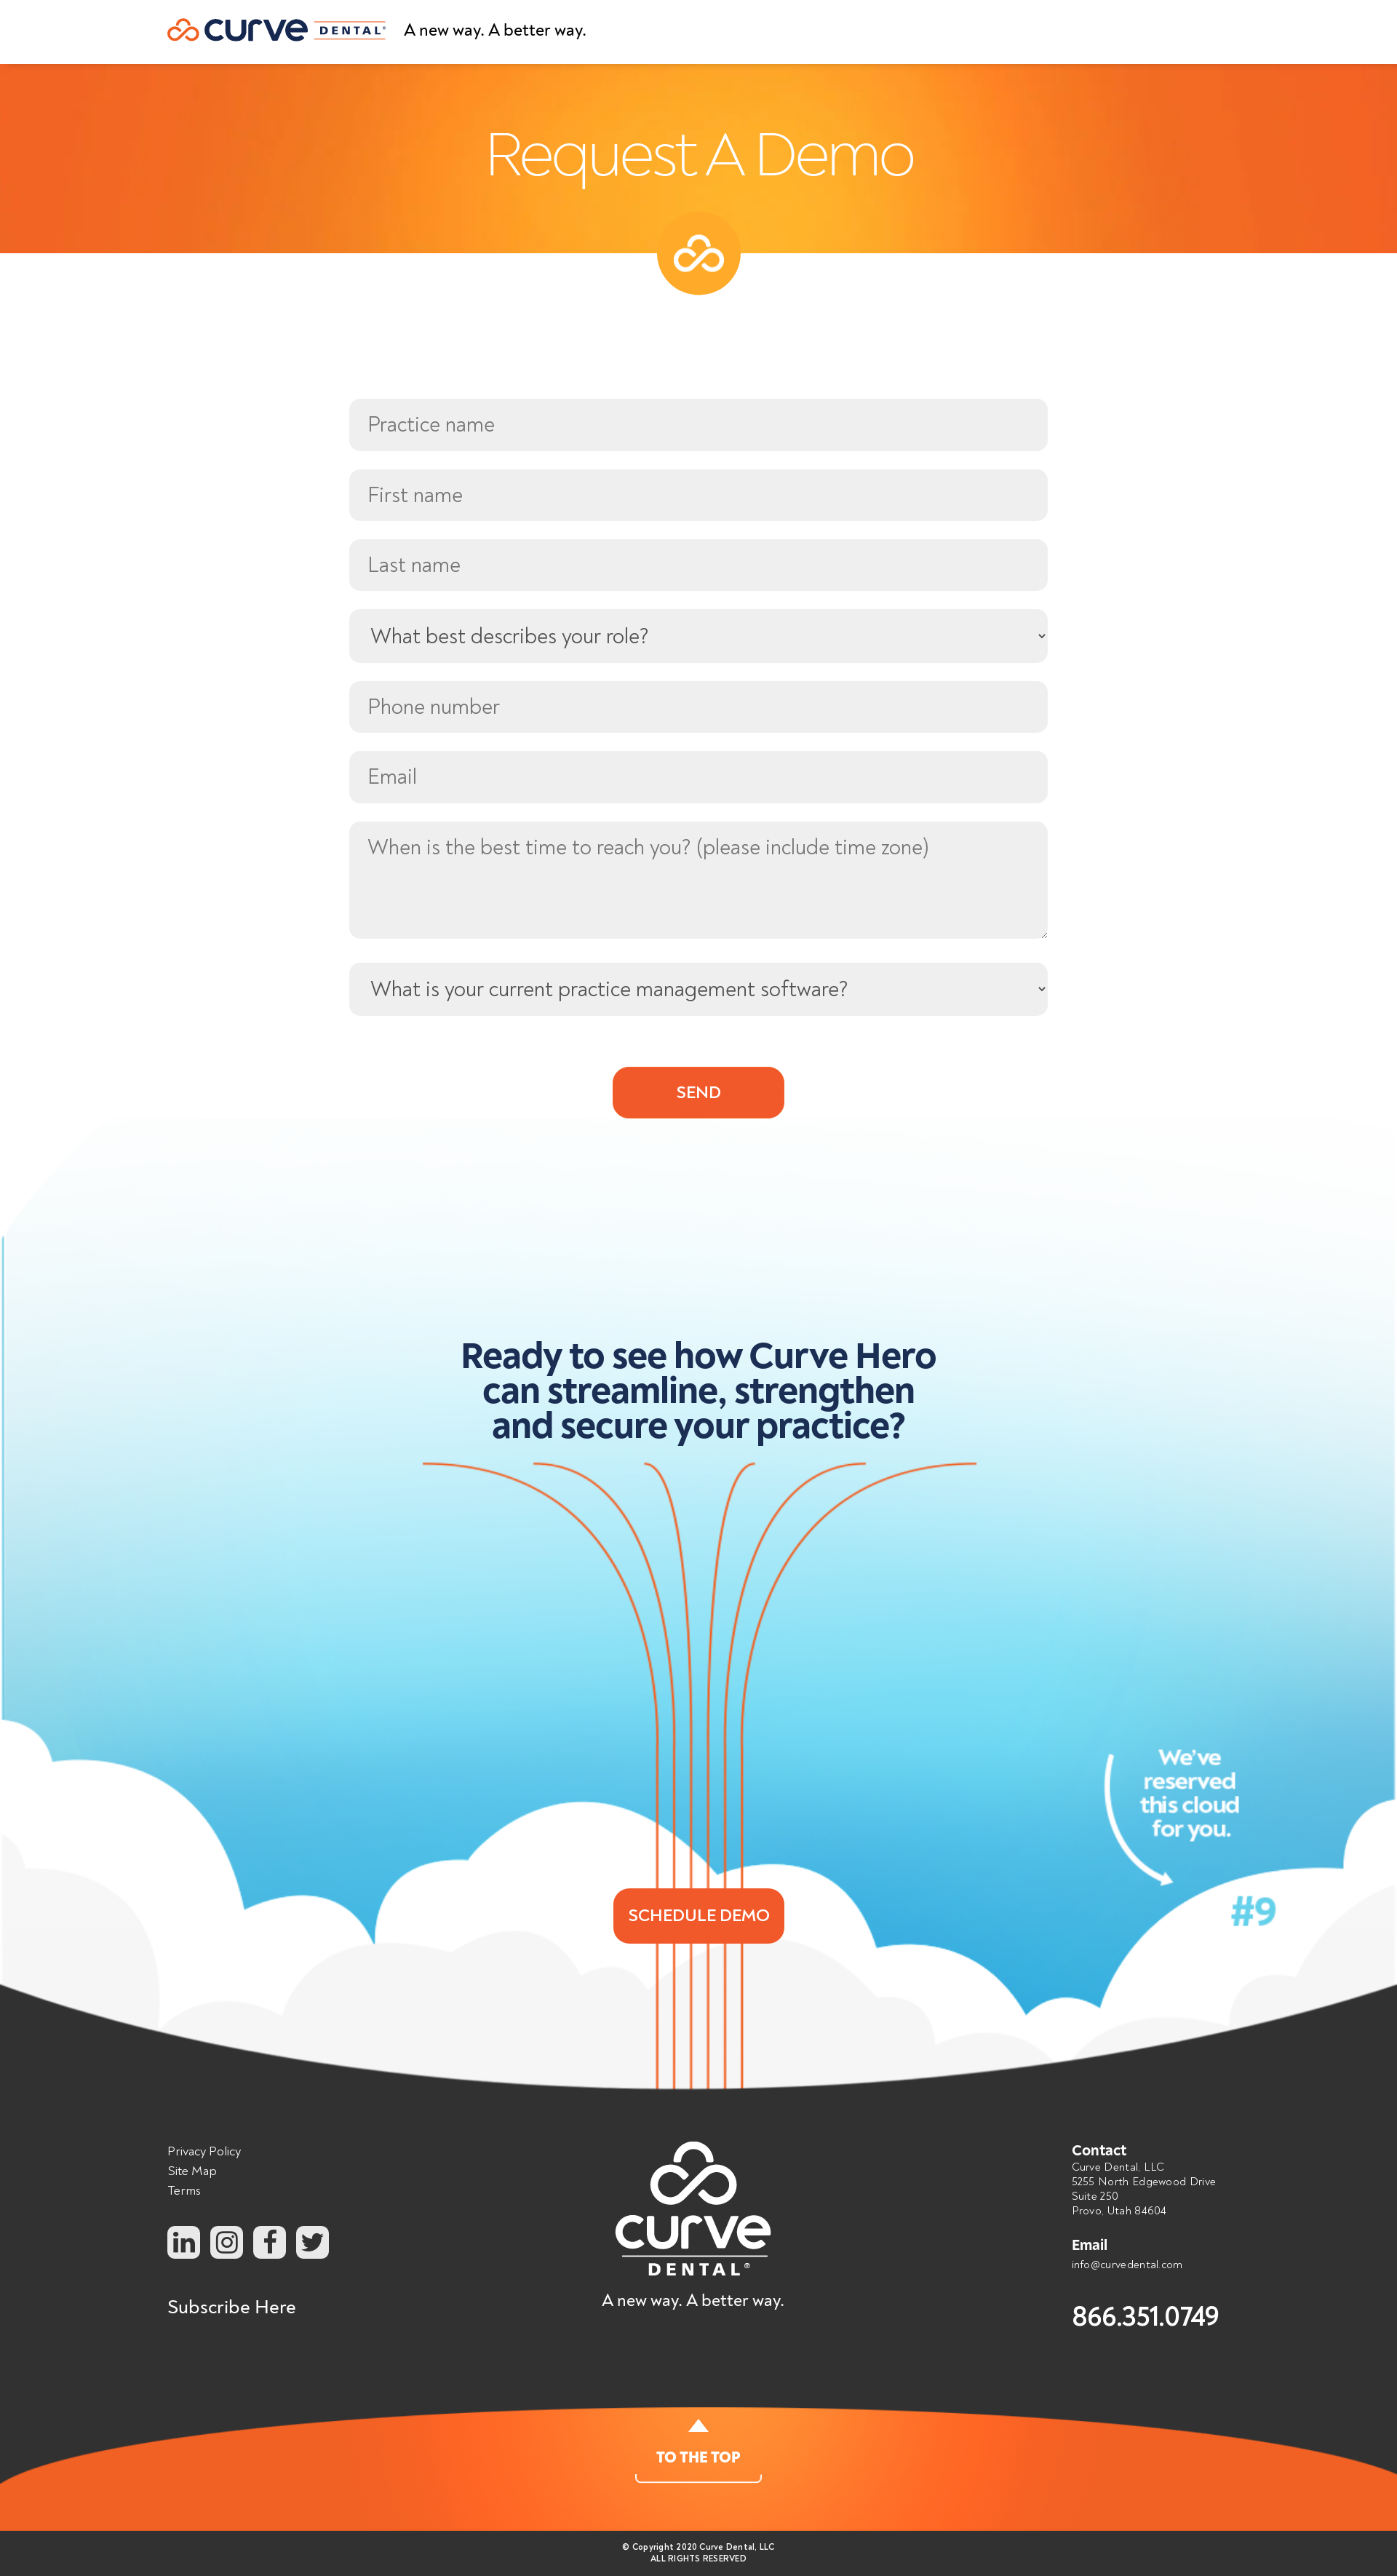 curve DENTAL® A new way. A better way.
Request A Demo
Practice name
First name
Last name
What best describes your role?
Phone number
Email
When is the best time to reach you? (please include time zone)
What is your current practice management software?
SEND
Ready to see how Curve Hero
can streamline, strengthen
and secure your practice?
We've
reserved
this cloud
for you.
#9
SCHEDULE DEMO
Privacy Policy
Site Map
Terms
in
f
Subscribe Here
curve
DENTAL®
A new way. A better way.
Contact
Curve Dental, LLC
5255 North Edgewood Drive
Suite 250
Provo, Utah 84604
Email
info@curvedental.com
866.351.0749
TO THE TOP
© Copyright 2020 Curve Dental, LLC
ALL RIGHTS RESERVED